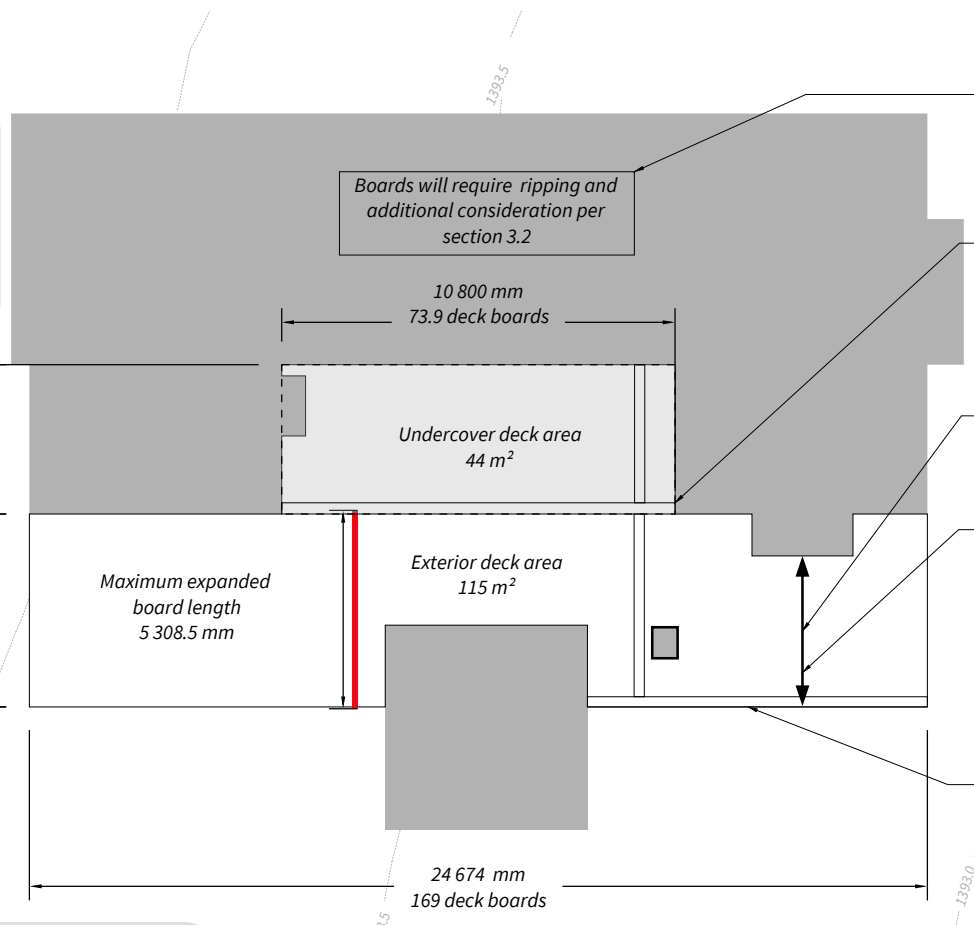 1393.5
Boards will require ripping and
additional consideration per
section 3.2
10 800 mm
73.9 deck boards
Undercover deck area
44 m²
Exterior deck area
115 m²
Maximum expanded
board length
5 308.5 mm
24 674 mm
169 deck boards
3.5
1393.0